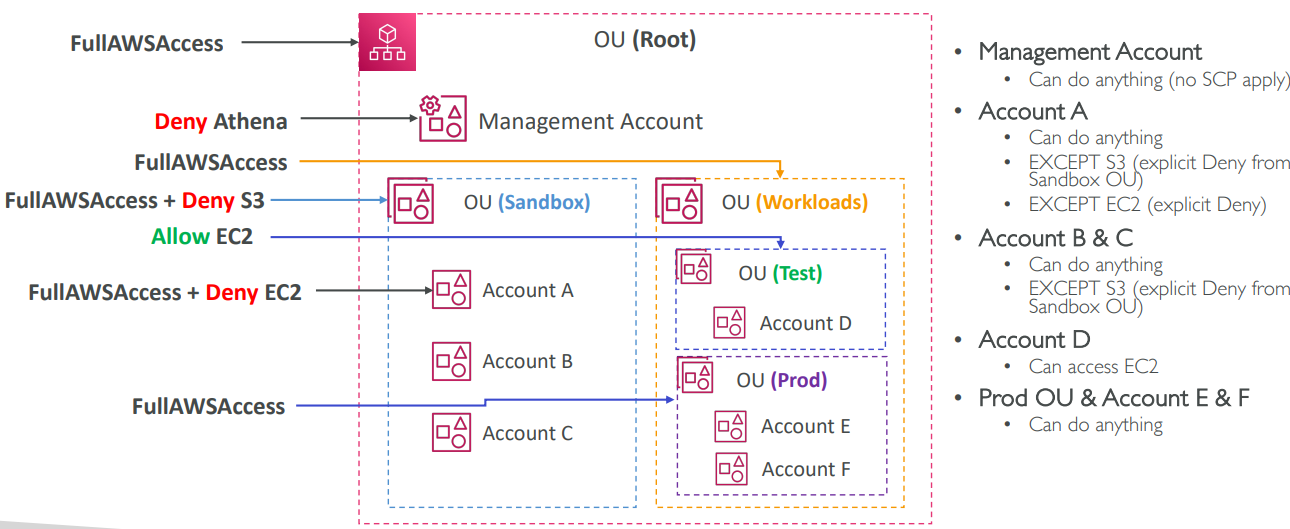 FullAWSAccess
OU (Root)
Deny Athena
Management Account
FullAWSAccess
FullAWSAccess + Deny S3
OU (Sandbox)
OU (Workloads)
Allow EC2
OU (Test)
FullAWSAccess + Deny EC2
Account A
Account D
Account B
OU (Prod)
FullAWSAccess
Account C
Account E
Account F
• Management Account
• Can do anything (no SCP apply)
• Account A
• Can do anything
• EXCEPT S3 (explicit Deny from
Sandbox OU)
• EXCEPT EC2 (explicit Deny)
• Account B & C
• Can do anything
• EXCEPT S3 (explicit Deny from
Sandbox OU)
• Account D
• Can access EC2
• Prod OU & Account E & F
• Can do anything